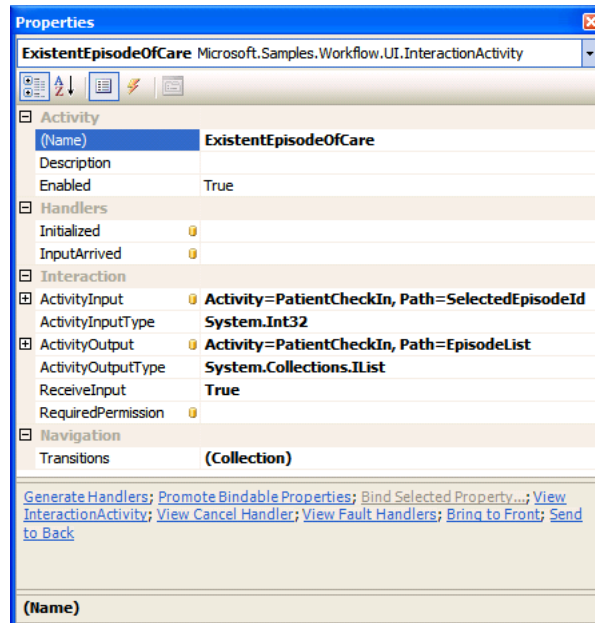 Properties
ExistentEpisodeOfCare Microsoft.Samples.Workflow.UI.InteractionActivity
Activity
(Name) ExistentEpisodeOfCare
Description
Enabled True
Handlers
Initialized
InputArrived
Interaction
ActivityInput Activity=PatientCheckIn, Path=SelectedEpisodeId
ActivityInputType System.Int32
ActivityOutput Activity=PatientCheckIn, Path=EpisodeList
ActivityOutputType System.Collections.IList
ReceiveInput True
RequiredPermission
Navigation
Transitions (Collection)
Generate Handlers; Promote Bindable Properties; Bind Selected Property...; View
InteractionActivity; View Cancel Handler; View Fault Handlers; Bring to Front; Send
to Back
(Name)